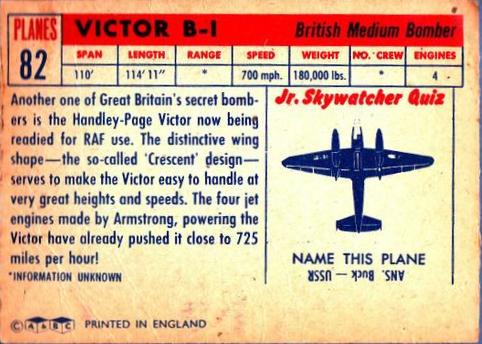 PLANES
82
VICTOR B-1
British Medium Bomber
SPAN LENGTH RANGE SPEED WEIGHT NO. CREW ENGINES
110' 114' 11" * 700 mph. 180,000 lbs. * 4
Another one of Great Britain's secret bomb-
ers is the Handley-Page Victor now being
readied for RAF use. The distinctive wing
shape—the so-called 'Crescent' design—
serves to make the Victor easy to handle at
very great heights and speeds. The four jet
engines made by Armstrong, powering the
Victor have already pushed it close to 725
miles per hour!
*INFORMATION UNKNOWN
Jr. Skywatcher Quiz
NAME THIS PLANE
ANS. Buck — USSR
© A&BC PRINTED IN ENGLAND